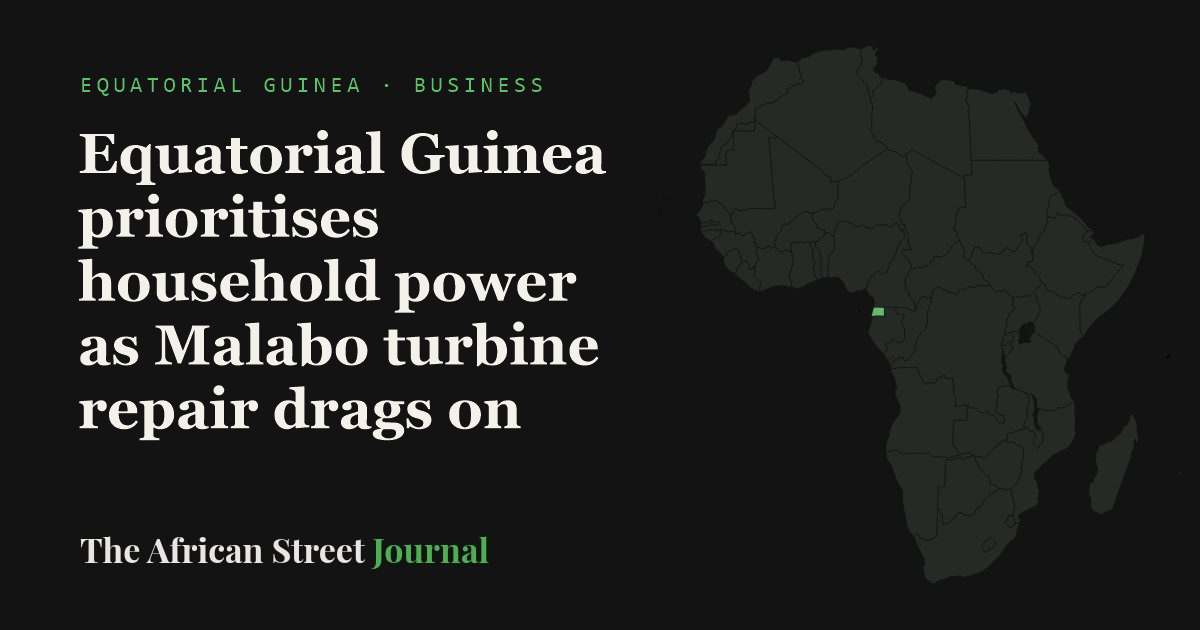 EQUATORIAL GUINEA · BUSINESS
Equatorial Guinea
prioritises
household power
as Malabo turbine
repair drags on
The African Street Journal